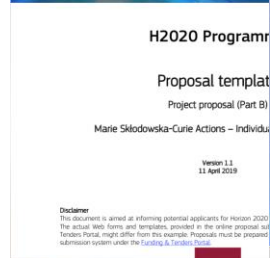 H2020 Program
Proposal templat
Project proposal (Part B)
Marie Skłodowska-Curie Actions – Individu
Version 1.1
11 April 2019
Disclaimer
This document is aimed at informing potential applicants for Horizon 2020
The actual Web forms and templates, provided in the online proposal sub
Tenders Portal, might differ from this example. Proposals must be prepared
submission system under the Funding & Tenders Portal.